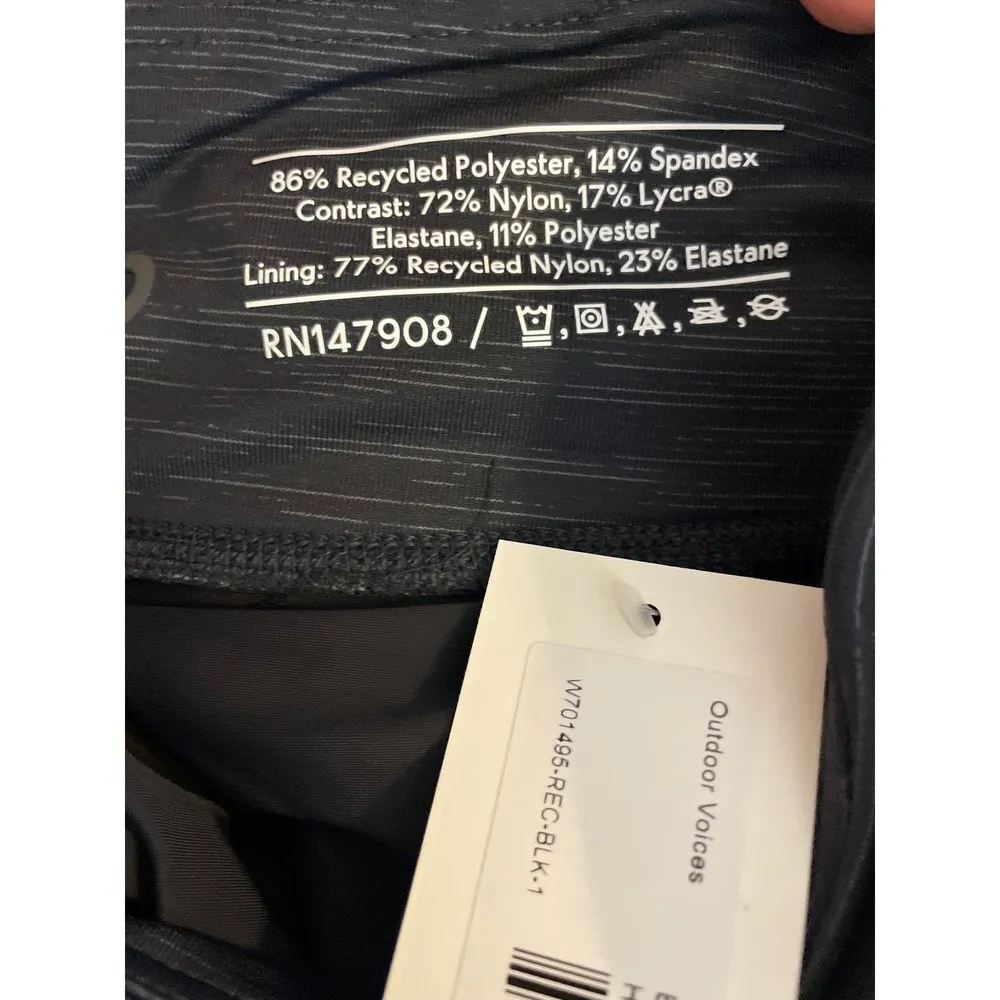 86% Recycled Polyester, 14% Spandex
Contrast: 72% Nylon, 17% Lycra®
Elastane, 11% Polyester
Lining: 77% Recycled Nylon, 23% Elastane
RN147908 /
Outdoor Voices
W701495-REC-BLK-1